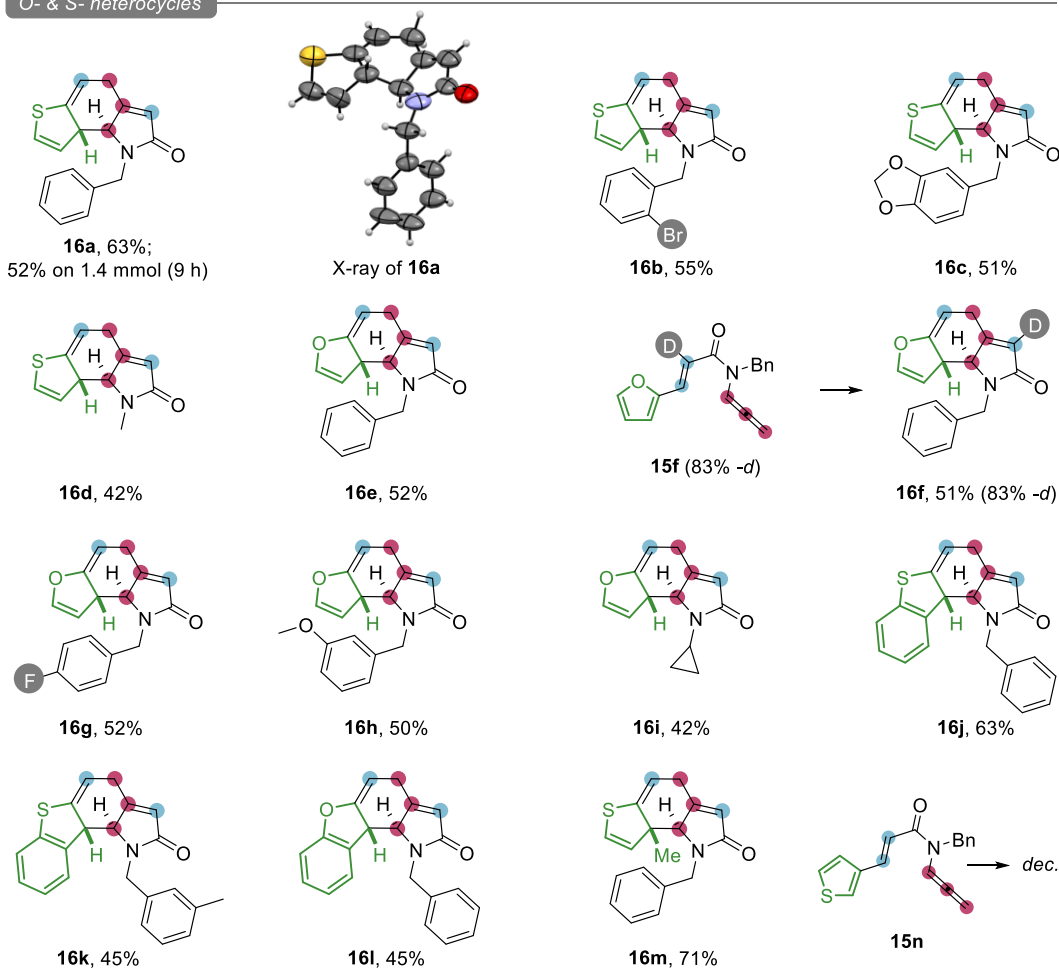 O- & S- heterocycles
S
H
H
N
O
16a, 63%;
52% on 1.4 mmol (9 h)
X-ray of 16a
S
H
H
N
O
Br
16b, 55%
S
H
H
N
O
O
O
16c, 51%
S
H
H
N
O
16d, 42%
O
H
H
N
O
16e, 52%
O
D
O
N
Bn
15f (83% -d)
O
H
H
N
O
D
16f, 51% (83% -d)
O
H
H
N
O
F
16g, 52%
O
H
H
N
O
O
16h, 50%
O
H
H
N
O
16i, 42%
S
H
H
N
O
16j, 63%
S
H
H
N
O
16k, 45%
O
H
H
N
O
16l, 45%
S
H
Me
N
O
16m, 71%
S
O
N
Bn
dec.
15n